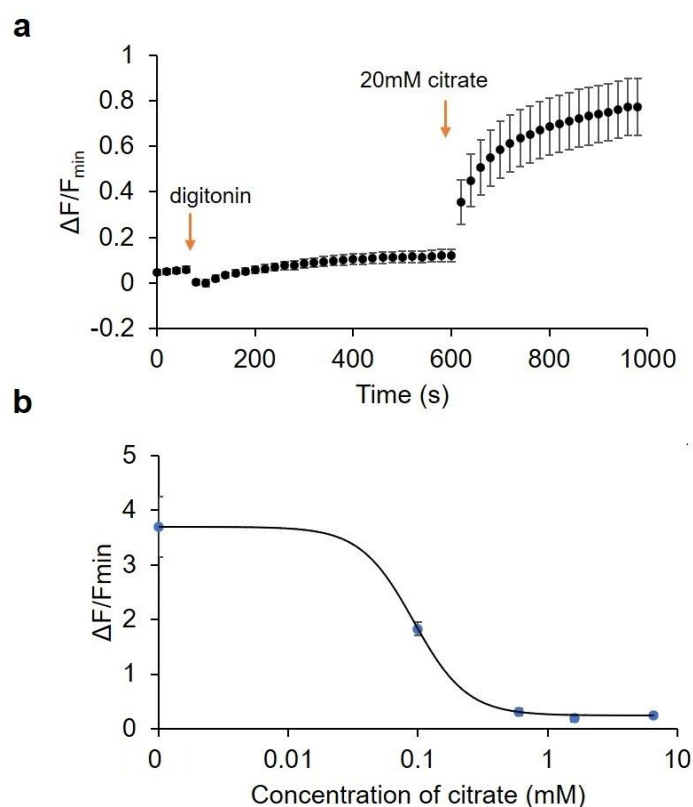 a
1
0.8
0.6
0.4
0.2
0
-0.2
ΔF/Fmin
digitonin
20mM citrate
0 200 400 600 800 1000
Time (s)
b
5
4
3
2
1
0
ΔF/Fmin
0 0.01 0.1 1 10
Concentration of citrate (mM)